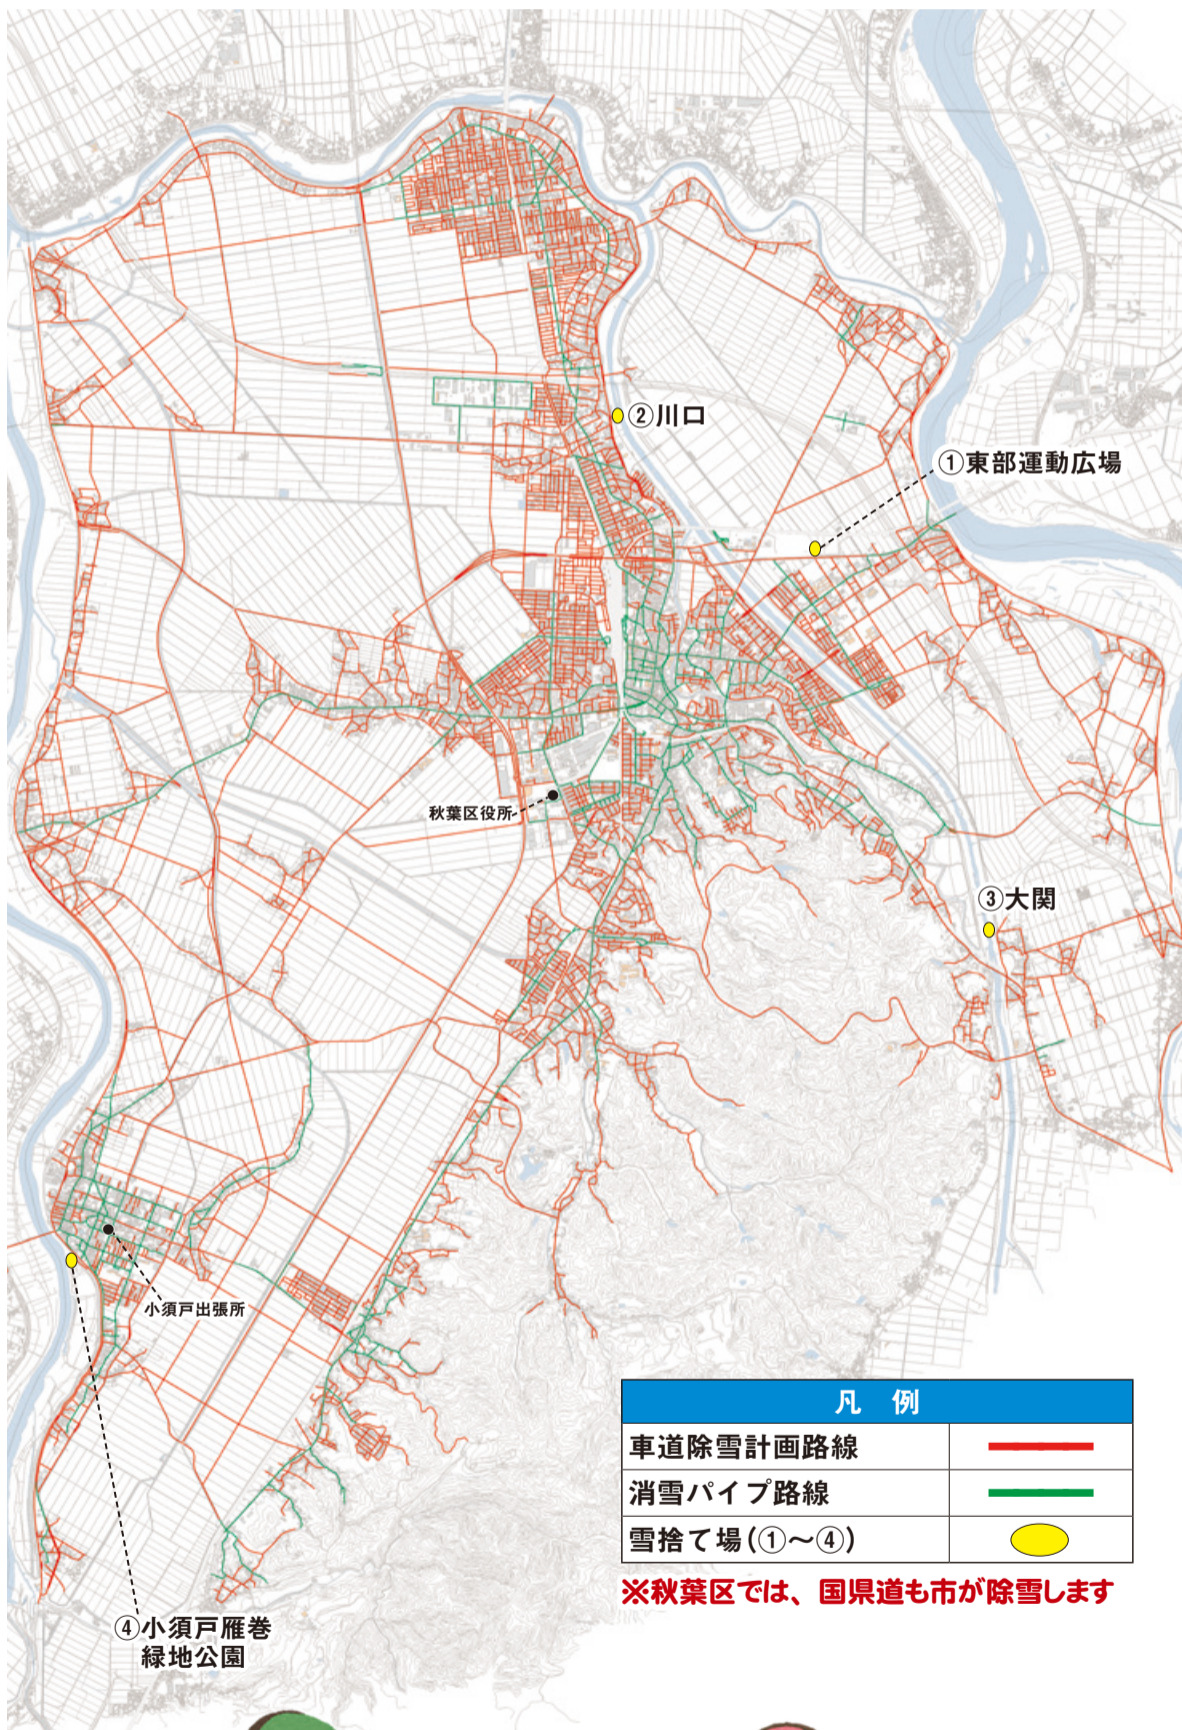 ②川口
①東部運動広場
秋葉区役所
③大関
小須戸出張所
④小須戸雁巻
緑地公園
凡 例
車道除雪計画路線
消雪パイプ路線
雪捨て場(①～④)
※秋葉区では、国県道も市が除雪します